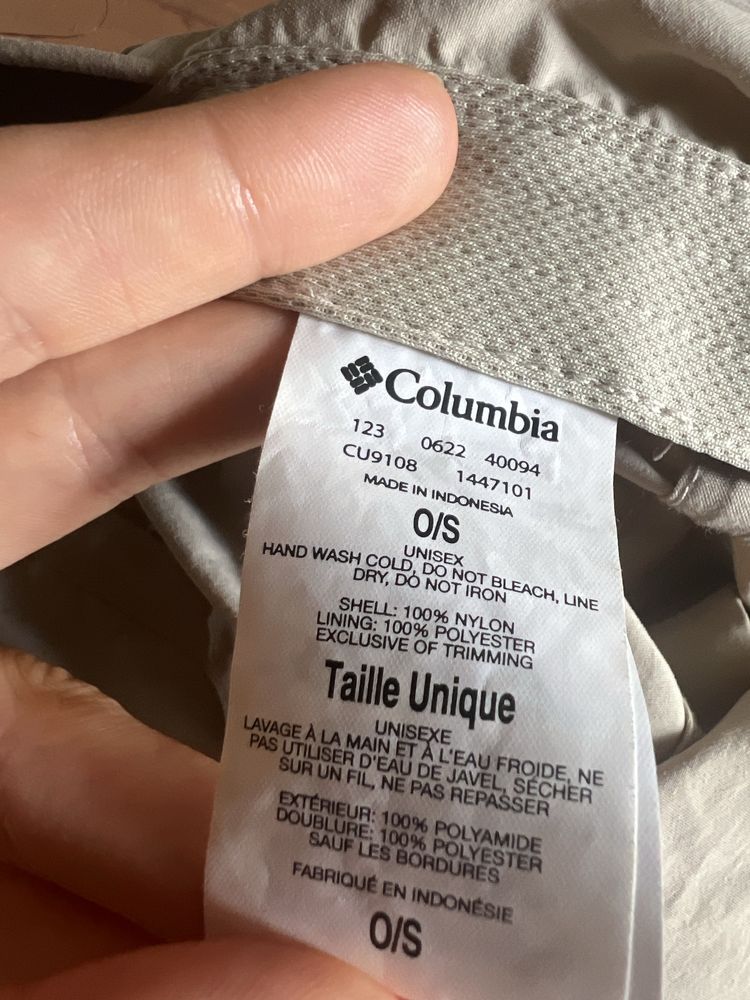 Columbia
123 0622 40094
CU9108 1447101
MADE IN INDONESIA
O/S
UNISEX
HAND WASH COLD, DO NOT BLEACH, LINE
DRY, DO NOT IRON
SHELL: 100% NYLON
LINING: 100% POLYESTER
EXCLUSIVE OF TRIMMING
Taille Unique
UNISEXE
LAVAGE À LA MAIN ET À L'EAU FROIDE, NE
PAS UTILISER D'EAU DE JAVEL, SÉCHER
SUR UN FIL, NE PAS REPASSER
EXTÉRIEUR: 100% POLYAMIDE
DOUBLURE: 100% POLYESTER
SAUF LES BORDURES
FABRIQUÉ EN INDONÉSIE
O/S